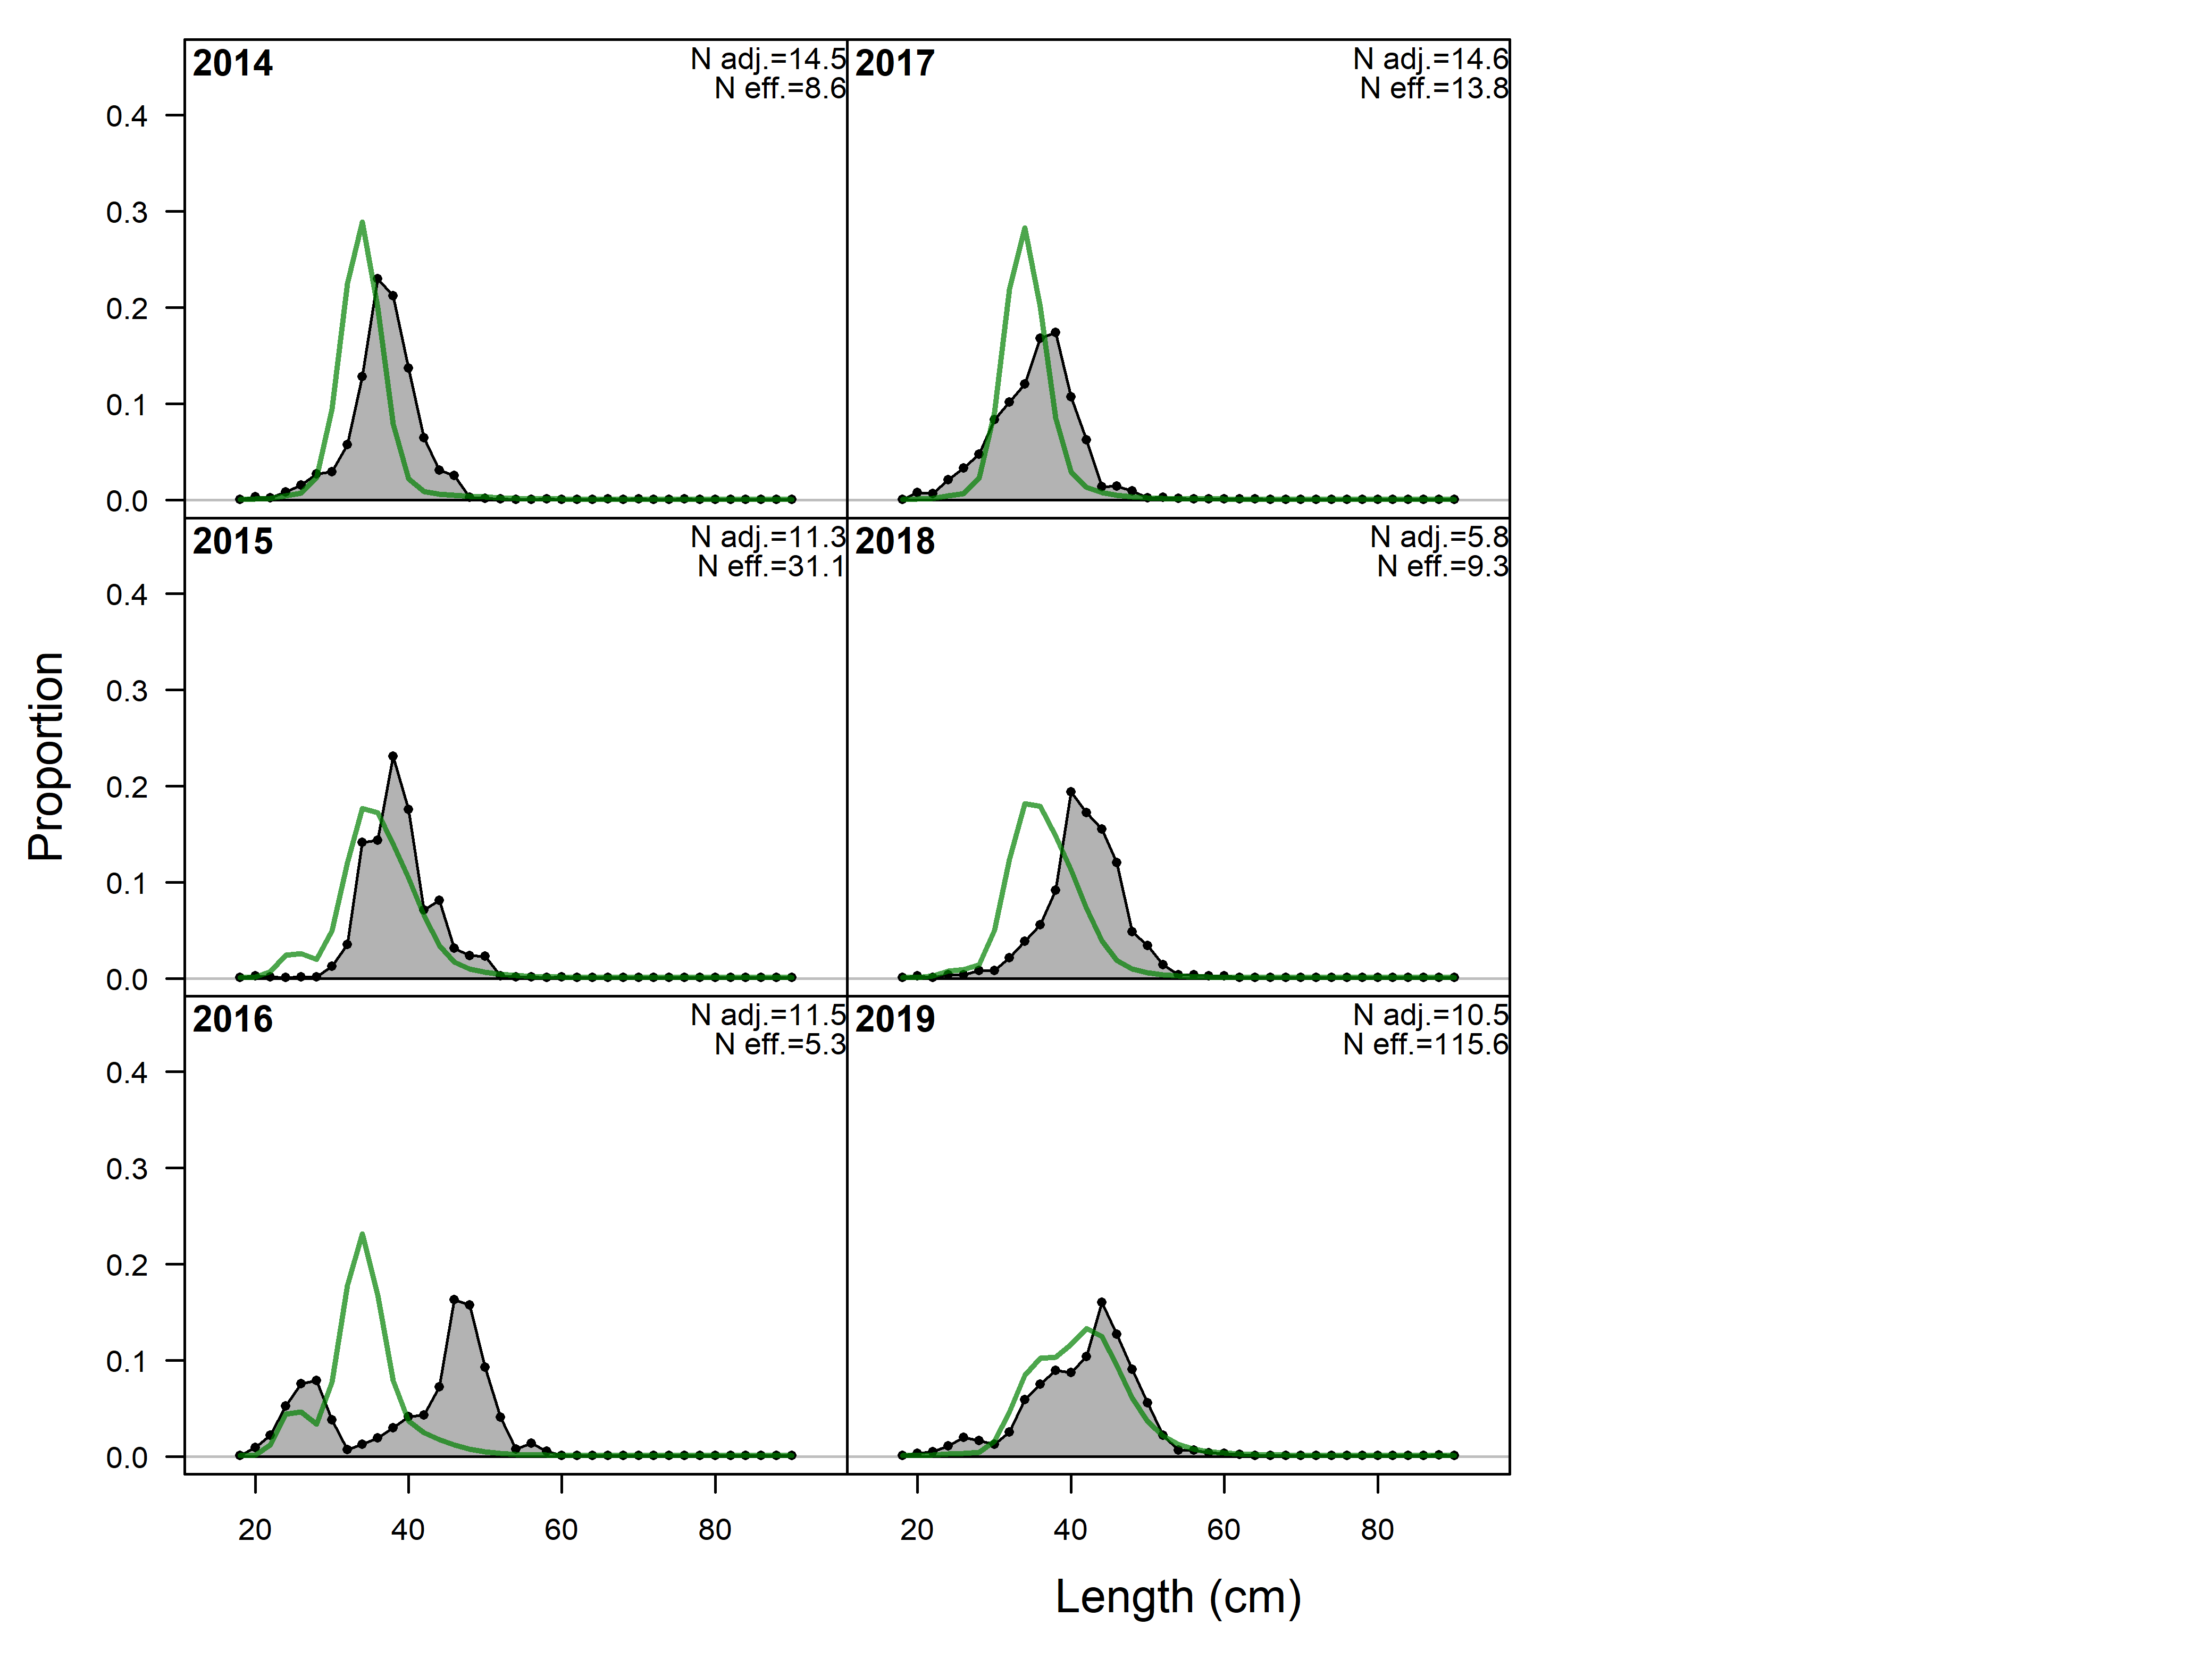 2014
N adj.=14.5
N eff.=8.6
2017
N adj.=14.6
N eff.=13.8
0.4
0.3
0.2
0.1
0.0
2015
N adj.=11.3
N eff.=31.1
2018
N adj.=5.8
N eff.=9.3
0.4
0.3
0.2
0.1
0.0
Proportion
2016
N adj.=11.5
N eff.=5.3
2019
N adj.=10.5
N eff.=115.6
0.4
0.3
0.2
0.1
0.0
20 40 60 80 20 40 60 80
Length (cm)